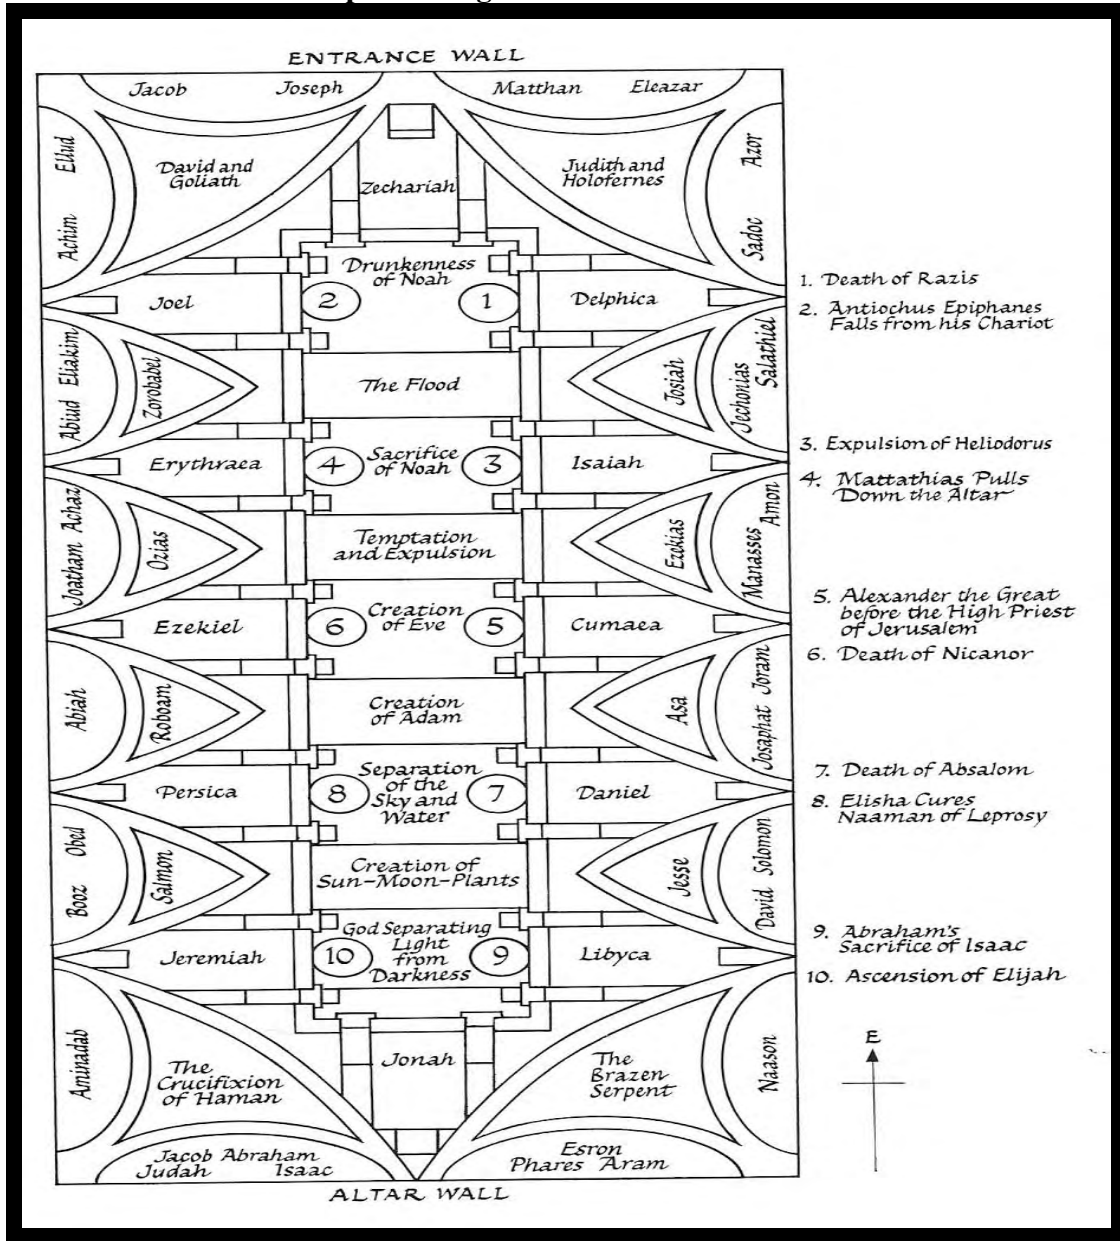 ENTRANCE WALL
Jacob Joseph Matthan Eleazar
Ellud
Achim
David and
Goliath
Zechariah
Judith and
Holofernes
Azor
Sadoc
Drunkenness
of Noah
Joel
2
1
Delphica
1. Death of Razis
2. Antiochus Epiphanes
Falls from his Chariot
Abiud Eliakim
Zorobabel
The Flood
Josiah
Jechonias
Salathiel
Erythraea
4
Sacrifice
of Noah
3
Isaiah
3. Expulsion of Heliodorus
4. Mattathias Pulls
Down the Altar
Joatham Achaz
Ozias
Temptation
and Expulsion
Ezekias
Manasses
Amon
Ezekiel
6
Creation
of Eve
5
Cumaea
5. Alexander the Great
before the High Priest
of Jerusalem
6. Death of Nicanor
Abiah
Roboam
Creation
of Adam
Asa
Josaphat Joram
Persica
8
Separation
of the
Sky and
Water
7
Daniel
7. Death of Absalom
8. Elisha Cures
Naaman of Leprosy
Booz Obed
Salmon
Creation of
Sun-Moon-Plants
Jesse
David Solomon
Jeremiah
10
God Separating
Light
from
Darkness
9
Libyca
9. Abraham's
Sacrifice of Isaac
10. Ascension of Elijah
Aminadab
The
Crucifixion
of Haman
Jonah
The
Brazen
Serpent
Naason
E
Jacob Abraham
Judah Isaac
Esron
Phares Aram
ALTAR WALL